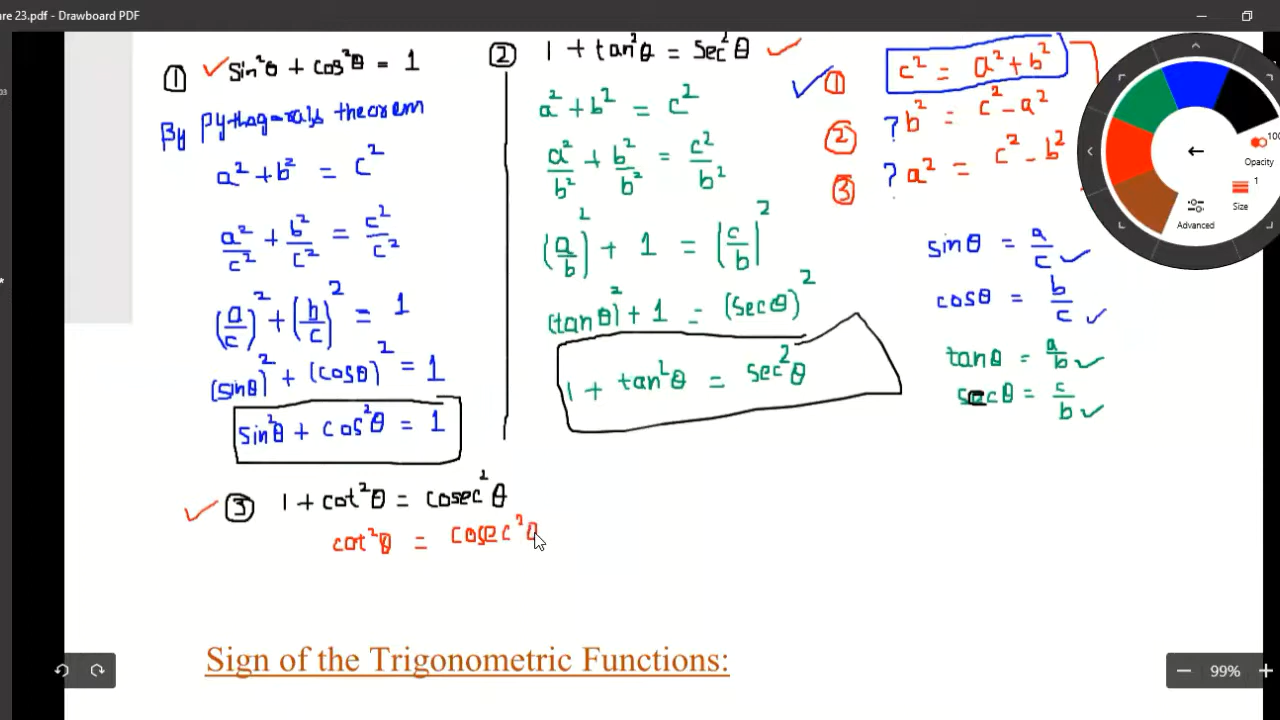 re 23.pdf - Drawboard PDF
① sin²θ + cos²θ = 1
By Pythagorals theorem
a² + b² = c²
a²/c² + b²/c² = c²/c²
(a/c)² + (b/c)² = 1
(sinθ)² + (cosθ)² = 1
sin²θ + cos²θ = 1
② 1 + tan²θ = sec²θ
a² + b² = c²
a²/b² + b²/b² = c²/b²
(a/b)² + 1 = (c/b)²
(tanθ)² + 1 = (secθ)²
1 + tan²θ = sec²θ
① c² = a² + b²
② ? b² = c² - a²
③ ? a² = c² - b²
sinθ = a/c
cosθ = b/c
tanθ = a/b
secθ = c/b
③ 1 + cot²θ = cosec²θ
cot²θ = cosec²θ
Sign of the Trigonometric Functions:
100
Opacity
1
Size
Advanced
99%